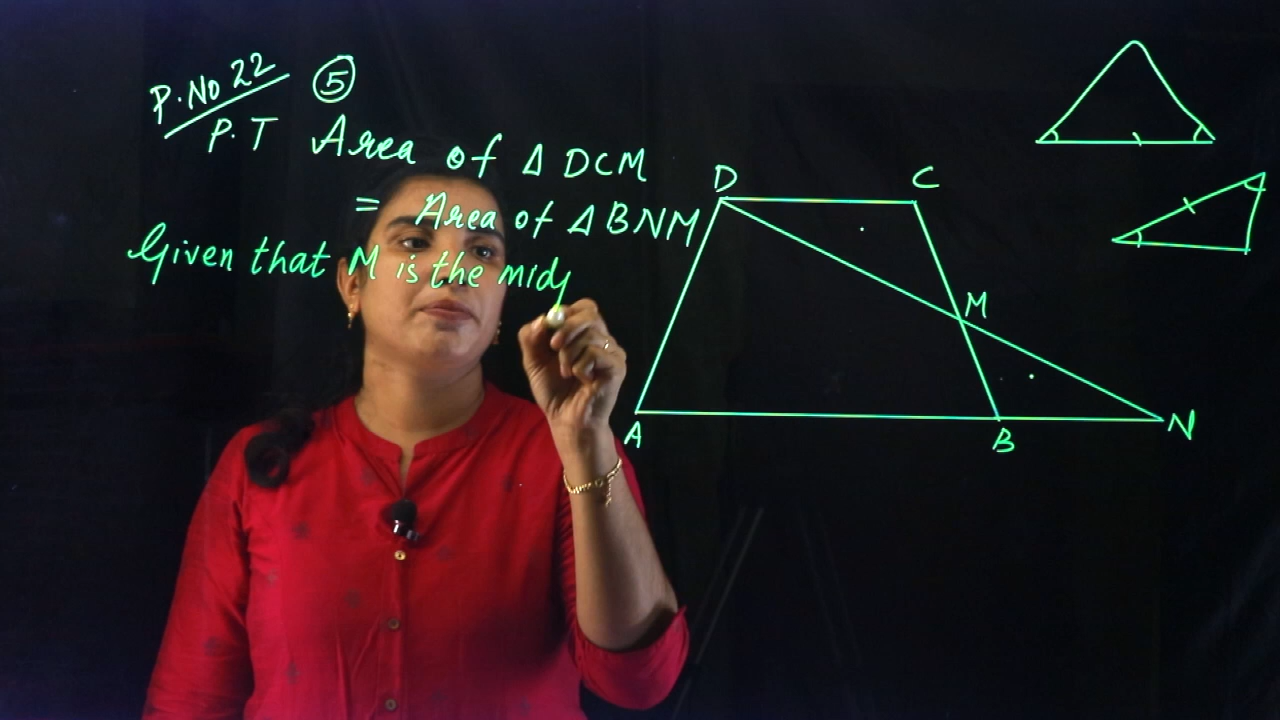 P.No 22 ⑤
P.T Area of Δ DCM
= Area of Δ BNM
Given that M is the mid
D C
M
A B N